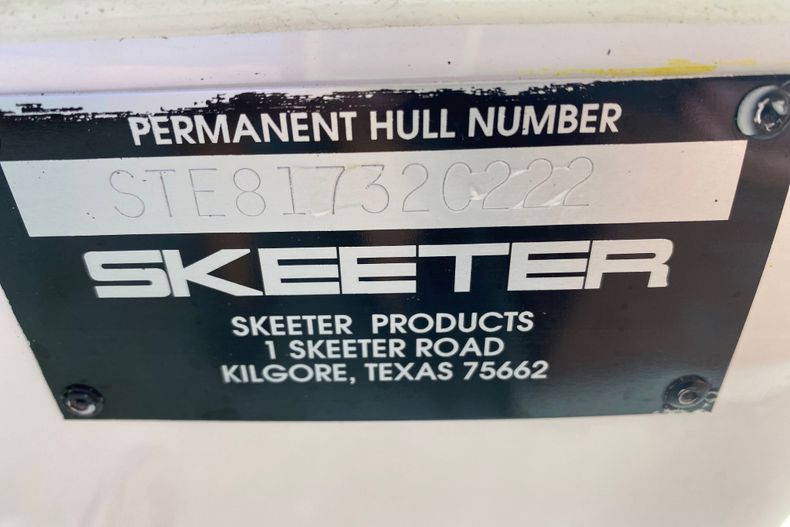 PERMANENT HULL NUMBER
STE81732C222
SKEETER
SKEETER PRODUCTS
1 SKEETER ROAD
KILGORE, TEXAS 75662